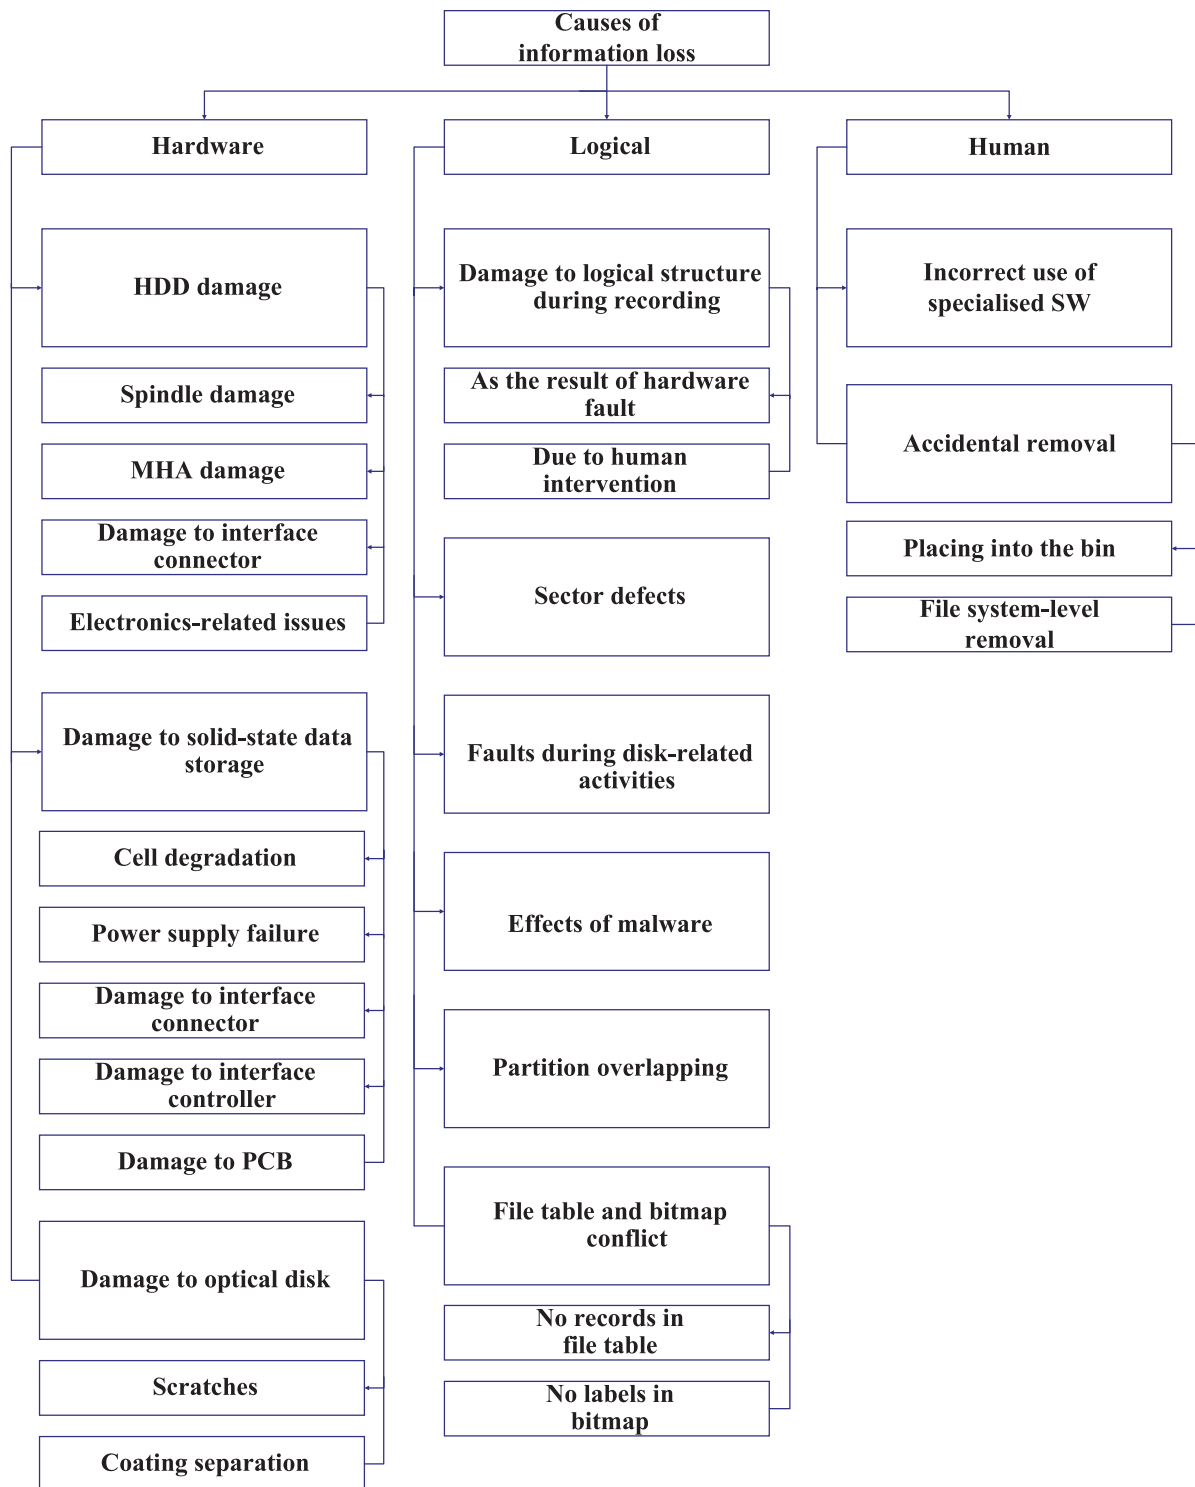 Causes of
information loss
Hardware
Logical
Human
HDD damage
Spindle damage
MHA damage
Damage to interface
connector
Electronics-related issues
Damage to solid-state data
storage
Cell degradation
Power supply failure
Damage to interface
connector
Damage to interface
controller
Damage to PCB
Damage to optical disk
Scratches
Coating separation
Damage to logical structure
during recording
As the result of hardware
fault
Due to human
intervention
Sector defects
Faults during disk-related
activities
Effects of malware
Partition overlapping
File table and bitmap
conflict
No records in
file table
No labels in
bitmap
Incorrect use of
specialised SW
Accidental removal
Placing into the bin
File system-level
removal